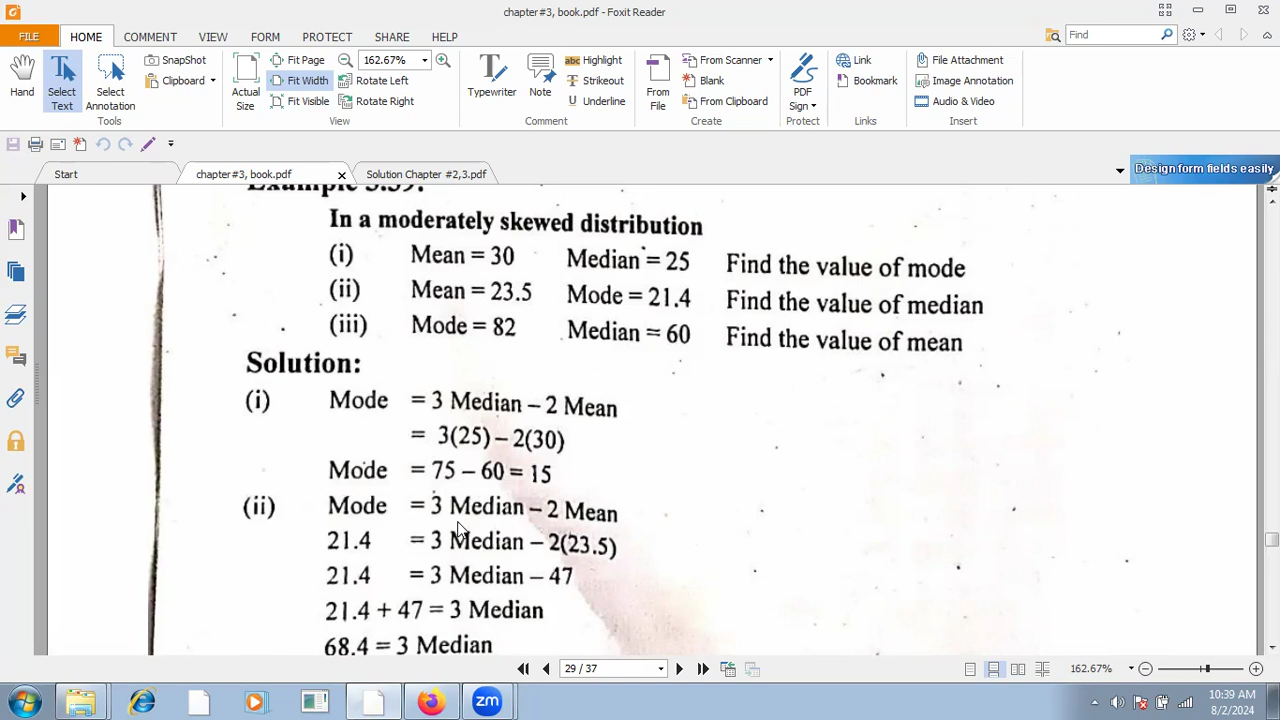 chapter#3, book.pdf - Foxit Reader
FILE HOME COMMENT VIEW FORM PROTECT SHARE HELP
Find
Hand
Select Text
Select Annotation
SnapShot
Clipboard
Tools
Actual Size
Fit Page
Fit Width
Fit Visible
162.67%
Rotate Left
Rotate Right
View
Typewriter
Note
Highlight
Strikeout
Underline
Comment
From File
From Scanner
Blank
From Clipboard
Create
PDF Sign
Protect
Link
Bookmark
Links
File Attachment
Image Annotation
Audio & Video
Insert
Start chapter#3, book.pdf Solution Chapter #2,3.pdf Design form fields easily
Example 3.39:
In a moderately skewed distribution
(i) Mean = 30 Median = 25 Find the value of mode
(ii) Mean = 23.5 Mode = 21.4 Find the value of median
(iii) Mode = 82 Median = 60 Find the value of mean
Solution:
(i) Mode = 3 Median – 2 Mean
= 3(25) – 2(30)
Mode = 75 – 60 = 15
(ii) Mode = 3 Median – 2 Mean
21.4 = 3 Median – 2(23.5)
21.4 = 3 Median – 47
21.4 + 47 = 3 Median
68.4 = 3 Median
29 / 37
162.67%
zm
10:39 AM
8/2/2024